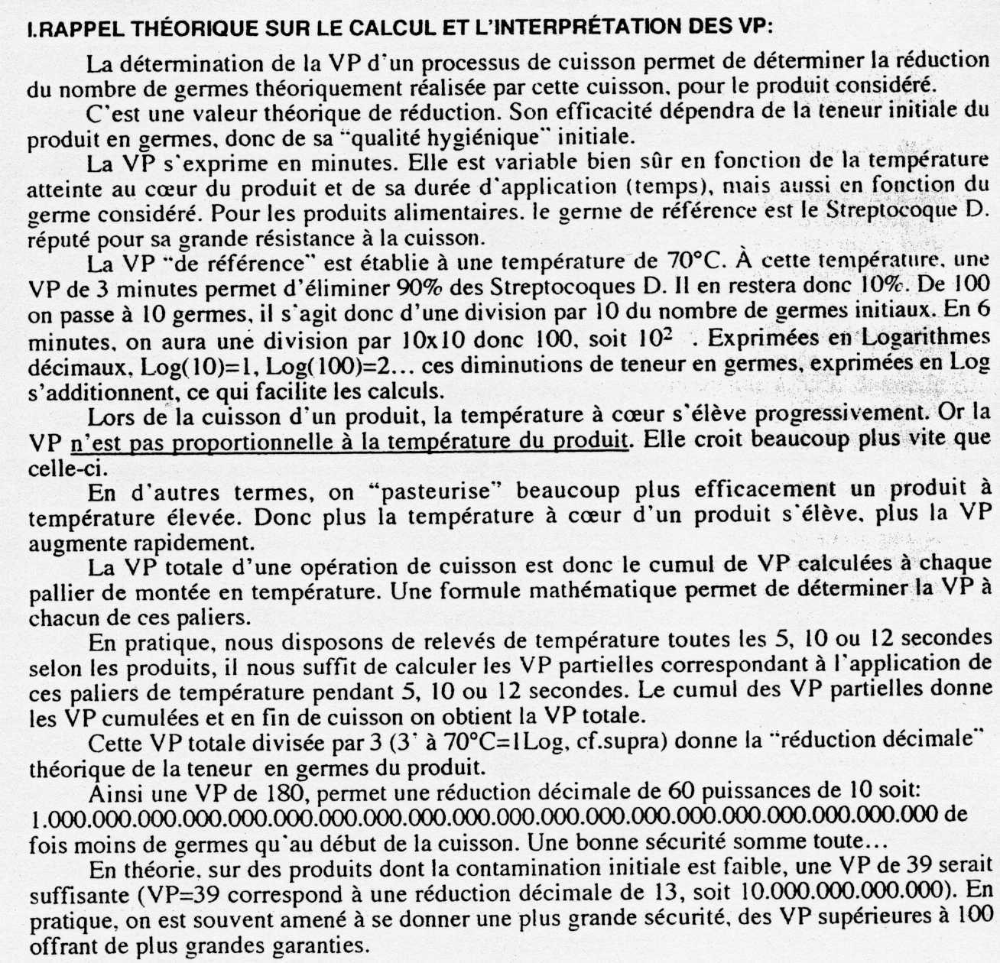 I.RAPPEL THÉORIQUE SUR LE CALCUL ET L'INTERPRÉTATION DES VP:
La détermination de la VP d'un processus de cuisson permet de déterminer la réduction
du nombre de germes théoriquement réalisée par cette cuisson, pour le produit considéré.
C'est une valeur théorique de réduction. Son efficacité dépendra de la teneur initiale du
produit en germes, donc de sa "qualité hygiénique" initiale.
La VP s'exprime en minutes. Elle est variable bien sûr en fonction de la température
atteinte au cœur du produit et de sa durée d'application (temps), mais aussi en fonction du
germe considéré. Pour les produits alimentaires. le germe de référence est le Streptocoque D.
réputé pour sa grande résistance à la cuisson.
La VP "de référence" est établie à une température de 70°C. À cette température, une
VP de 3 minutes permet d'éliminer 90% des Streptocoques D. Il en restera donc 10%. De 100
on passe à 10 germes, il s'agit donc d'une division par 10 du nombre de germes initiaux. En 6
minutes, on aura une division par 10x10 donc 100, soit 10² . Exprimées en Logarithmes
décimaux, Log(10)=1, Log(100)=2... ces diminutions de teneur en germes, exprimées en Log
s'additionnent, ce qui facilite les calculs.
Lors de la cuisson d'un produit, la température à cœur s'élève progressivement. Or la
VP n'est pas proportionnelle à la température du produit. Elle croit beaucoup plus vite que
celle-ci.
En d'autres termes, on "pasteurise" beaucoup plus efficacement un produit à
température élevée. Donc plus la température à cœur d'un produit s'élève, plus la VP
augmente rapidement.
La VP totale d'une opération de cuisson est donc le cumul de VP calculées à chaque
pallier de montée en température. Une formule mathématique permet de déterminer la VP à
chacun de ces paliers.
En pratique, nous disposons de relevés de température toutes les 5, 10 ou 12 secondes
selon les produits, il nous suffit de calculer les VP partielles correspondant à l'application de
ces paliers de température pendant 5, 10 ou 12 secondes. Le cumul des VP partielles donne
les VP cumulées et en fin de cuisson on obtient la VP totale.
Cette VP totale divisée par 3 (3' à 70°C=1Log, cf.supra) donne la "réduction décimale"
théorique de la teneur en germes du produit.
Ainsi une VP de 180, permet une réduction décimale de 60 puissances de 10 soit:
1.000.000.000.000.000.000.000.000.000.000.000.000.000.000.000.000.000.000.000.000 de
fois moins de germes qu'au début de la cuisson. Une bonne sécurité somme toute...
En théorie, sur des produits dont la contamination initiale est faible, une VP de 39 serait
suffisante (VP=39 correspond à une réduction décimale de 13, soit 10.000.000.000.000). En
pratique, on est souvent amené à se donner une plus grande sécurité, des VP supérieures à 100
offrant de plus grandes garanties.